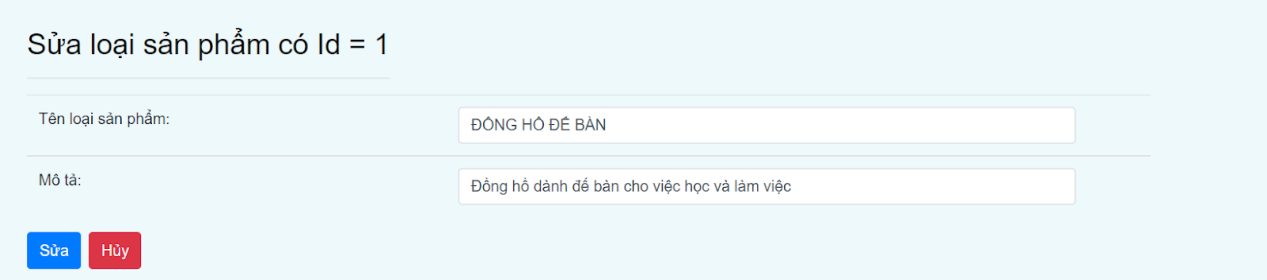 Sửa loại sản phẩm có Id = 1
Tên loại sản phẩm:
ĐỒNG HỒ ĐỂ BÀN
Mô tả:
Đồng hồ dành để bàn cho việc học và làm việc
Sửa
Hủy